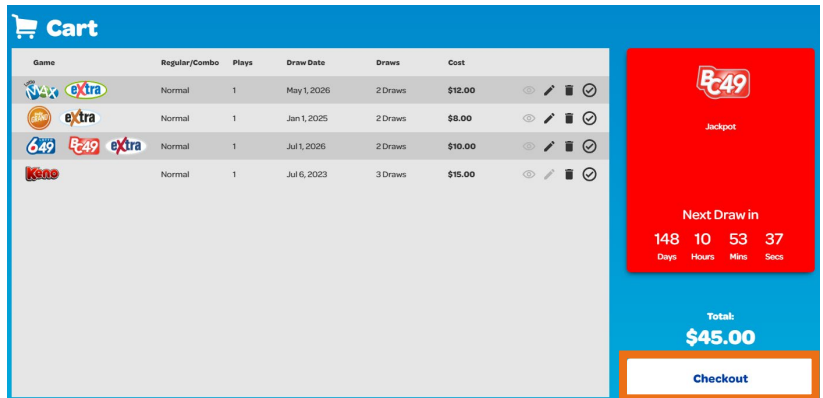 Cart
Game Regular/Combo Plays Draw Date Draws Cost
LOTTO MAX extra Normal 1 May 1, 2026 2 Draws $12.00
GRAND extra Normal 1 Jan 1, 2025 2 Draws $8.00
649 BC49 extra Normal 1 Jul 1, 2026 2 Draws $10.00
Keno Normal 1 Jul 6, 2023 3 Draws $15.00
BC49
Jackpot
Next Draw in
148 10 53 37
Days Hours Mins Secs
Total:
$45.00
Checkout